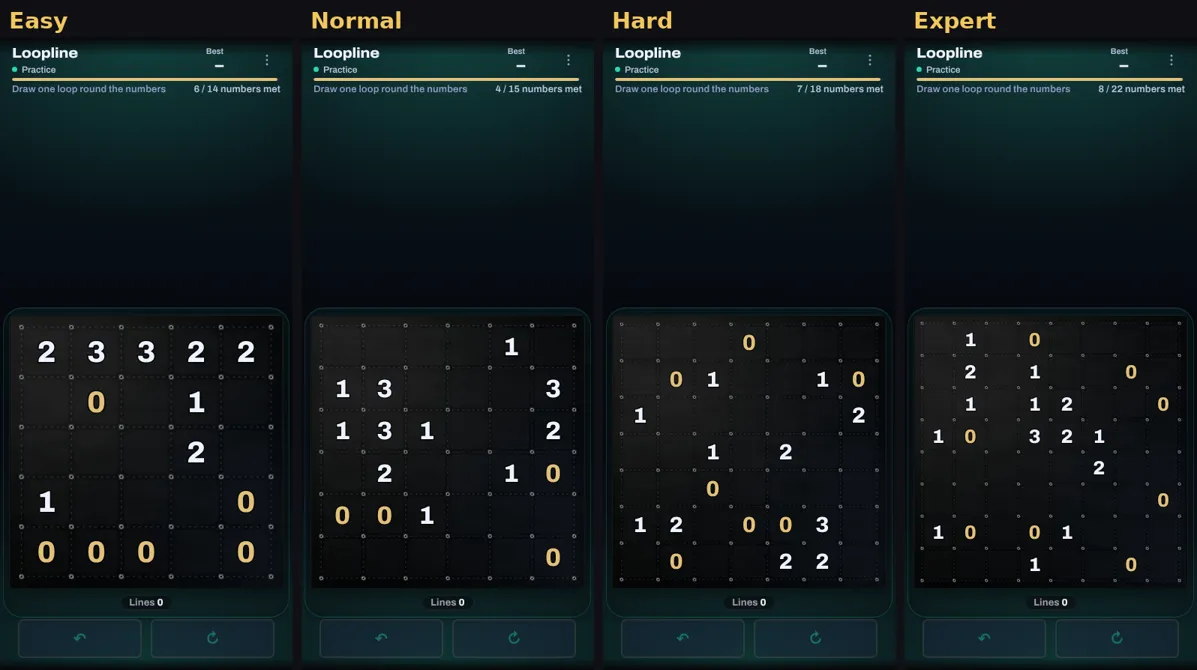 Easy
Loopline
Best
–
Practice
Draw one loop round the numbers
6 / 14 numbers met
2 3 3 2 2
0 1
2
1 0
0 0 0 0
Lines 0
Normal
Loopline
Best
–
Practice
Draw one loop round the numbers
4 / 15 numbers met
1
1 3 3
1 3 1 2
2 1 0
0 0 1
0
Lines 0
Hard
Loopline
Best
–
Practice
Draw one loop round the numbers
7 / 18 numbers met
0
0 1 1 0
1 2
1 2
0
1 2 0 0 3
0 2 2
Lines 0
Expert
Loopline
Best
–
Practice
Draw one loop round the numbers
8 / 22 numbers met
1 0
2 1 0
1 1 2 0
1 0 3 2 1
2
0
1 0 0 1
1 0
Lines 0